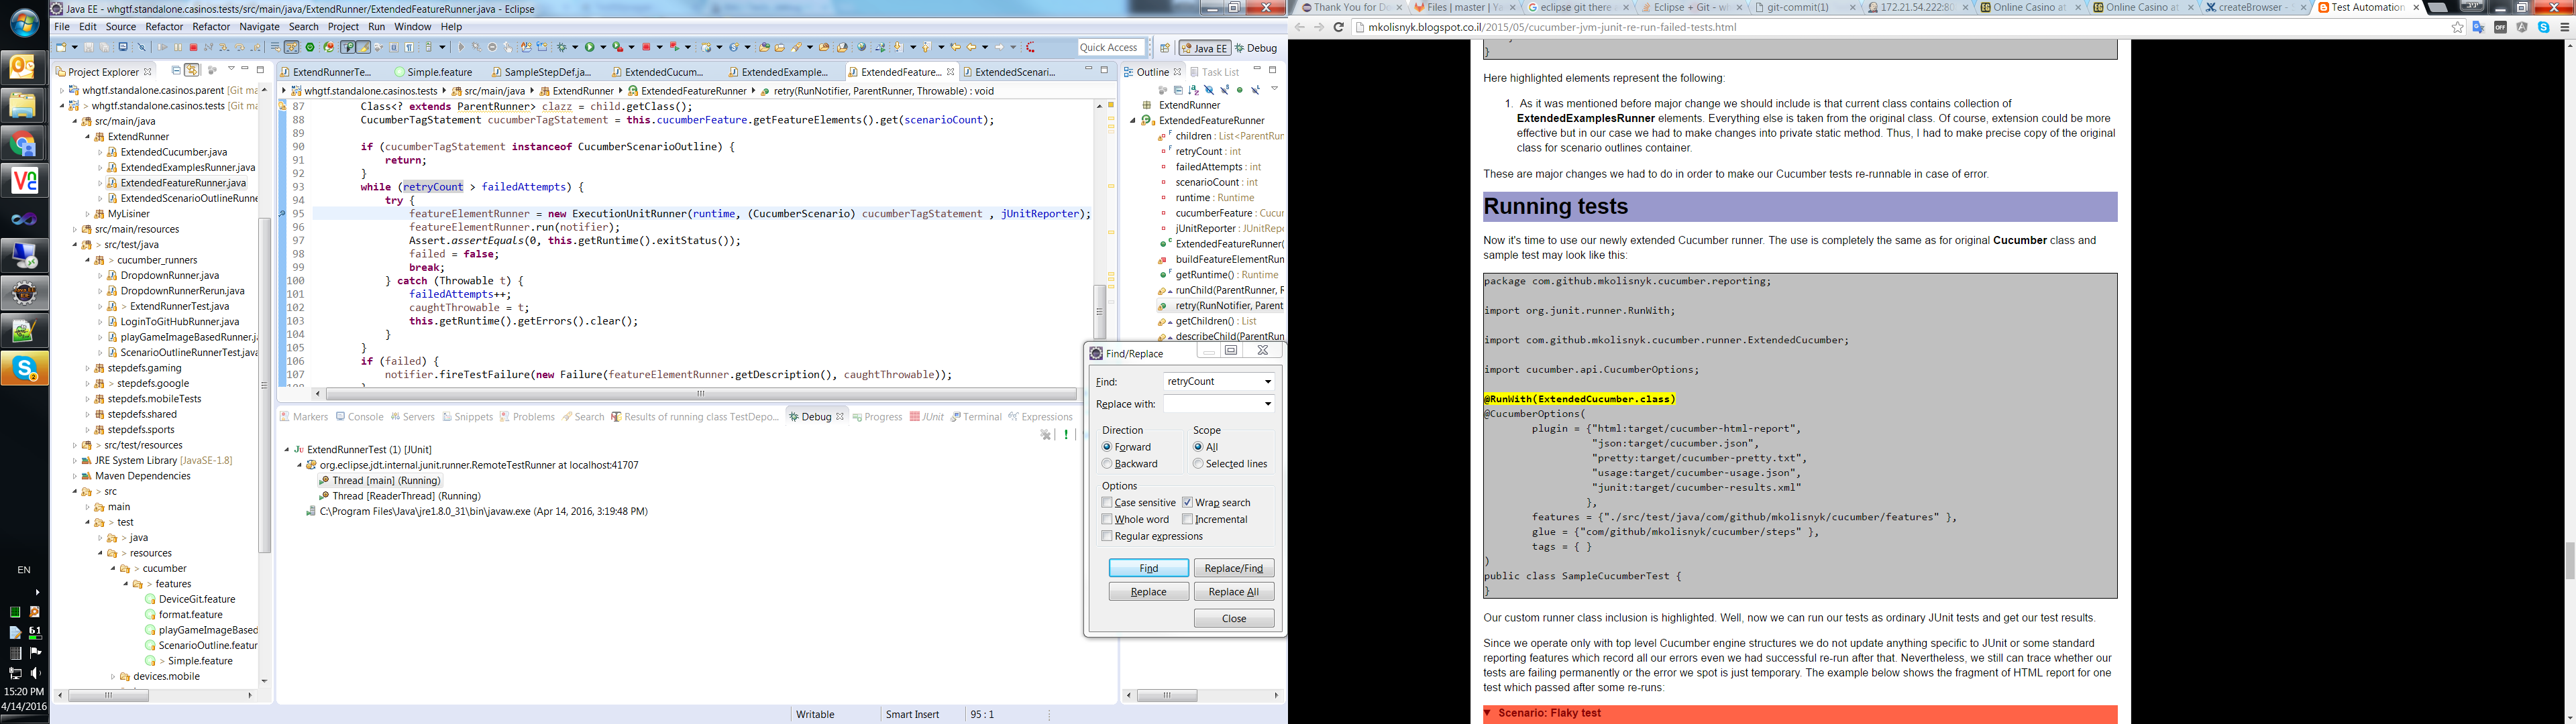 Java EE - whgtf.standalone.casinos.tests/src/main/java/ExtendRunner/ExtendedFeatureRunner.java - Eclipse
File Edit Source Refactor Refactor Navigate Search Project Run Window Help
Quick Access
Java EE
Debug
Project Explorer
whgtf.standalone.casinos.parent [Git ma
> whgtf.standalone.casinos.tests [Git ma
src/main/java
ExtendRunner
ExtendedCucumber.java
ExtendedExamplesRunner.java
ExtendedFeatureRunner.java
ExtendedScenarioOutlineRunne
MyLisiner
src/main/resources
> src/test/java
> cucumber_runners
DropdownRunner.java
DropdownRunnerRerun.java
> ExtendRunnerTest.java
LoginToGitHubRunner.java
playGameImageBasedRunner.j
ScenarioOutlineRunnerTest.java
stepdefs.gaming
> stepdefs.google
stepdefs.mobileTests
stepdefs.shared
stepdefs.sports
> src/test/resources
JRE System Library [JavaSE-1.8]
Maven Dependencies
> src
main
> test
> java
> resources
> cucumber
> features
DeviceGit.feature
format.feature
playGameImageBased
ScenarioOutline.featur
> Simple.feature
devices.mobile
EN
15:20 PM
4/14/2016
ExtendRunnerTe...
Simple.feature
SampleStepDef.ja...
ExtendedCucum...
ExtendedExample...
ExtendedFeature...
ExtendedScenari...
whgtf.standalone.casinos.tests
src/main/java
ExtendRunner
ExtendedFeatureRunner
retry(RunNotifier, ParentRunner, Throwable) : void
87 Class<? extends ParentRunner> clazz = child.getClass();
88 CucumberTagStatement cucumberTagStatement = this.cucumberFeature.getFeatureElements().get(scenarioCount);
89
90 if (cucumberTagStatement instanceof CucumberScenarioOutline) {
91 return;
92 }
93 while (retryCount > failedAttempts) {
94 try {
95 featureElementRunner = new ExecutionUnitRunner(runtime, (CucumberScenario) cucumberTagStatement , jUnitReporter);
96 featureElementRunner.run(notifier);
97 Assert.assertEquals(0, this.getRuntime().exitStatus());
98 failed = false;
99 break;
100 } catch (Throwable t) {
101 failedAttempts++;
102 caughtThrowable = t;
103 this.getRuntime().getErrors().clear();
104 }
105 }
106 if (failed) {
107 notifier.fireTestFailure(new Failure(featureElementRunner.getDescription(), caughtThrowable));
Markers Console Servers Snippets Problems Search Results of running class TestDepo... Debug Progress JUnit Terminal Expressions
ExtendRunnerTest (1) [JUnit]
org.eclipse.jdt.internal.junit.runner.RemoteTestRunner at localhost:41707
Thread [main] (Running)
Thread [ReaderThread] (Running)
C:\Program Files\Java\jre1.8.0_31\bin\javaw.exe (Apr 14, 2016, 3:19:48 PM)
Writable
Smart Insert
95 : 1
Outline
Task List
ExtendRunner
ExtendedFeatureRunner
children : List<ParentRun
retryCount : int
failedAttempts : int
scenarioCount : int
runtime : Runtime
cucumberFeature : Cucur
jUnitReporter : JUnitRepo
ExtendedFeatureRunner(
buildFeatureElementRun
getRuntime() : Runtime
runChild(ParentRunner, F
retry(RunNotifier, Parent
getChildren() : List
describeChild(ParentRun
Find/Replace
Find: retryCount
Replace with:
Direction
Forward
Backward
Scope
All
Selected lines
Options
Case sensitive
Wrap search
Whole word
Incremental
Regular expressions
Find
Replace/Find
Replace
Replace All
Close
Thank You for Do
Files | master | Ya
eclipse git there a
Eclipse + Git - wh
git-commit(1)
172.21.54.222:80
Online Casino at
Online Casino at
createBrowser -
Test Automation
mkolisnyk.blogspot.co.il/2015/05/cucumber-jvm-junit-re-run-failed-tests.html
}
Here highlighted elements represent the following:
1. As it was mentioned before major change we should include is that current class contains collection of
ExtendedExamplesRunner elements. Everything else is taken from the original class. Of course, extension could be more
effective but in our case we had to make changes into private static method. Thus, I had to make precise copy of the original
class for scenario outlines container.
These are major changes we had to do in order to make our Cucumber tests re-runnable in case of error.
Running tests
Now it's time to use our newly extended Cucumber runner. The use is completely the same as for original Cucumber class and
sample test may look like this:
package com.github.mkolisnyk.cucumber.reporting;
import org.junit.runner.RunWith;
import com.github.mkolisnyk.cucumber.runner.ExtendedCucumber;
import cucumber.api.CucumberOptions;
@RunWith(ExtendedCucumber.class)
@CucumberOptions(
plugin = {"html:target/cucumber-html-report",
"json:target/cucumber.json",
"pretty:target/cucumber-pretty.txt",
"usage:target/cucumber-usage.json",
"junit:target/cucumber-results.xml"
},
features = {"./src/test/java/com/github/mkolisnyk/cucumber/features" },
glue = {"com/github/mkolisnyk/cucumber/steps" },
tags = { }
)
public class SampleCucumberTest {
}
Our custom runner class inclusion is highlighted. Well, now we can run our tests as ordinary JUnit tests and get our test results.
Since we operate only with top level Cucumber engine structures we do not update anything specific to JUnit or some standard
reporting features which record all our errors even we had successful re-run after that. Nevertheless, we still can trace whether our
tests are failing permanently or the error we spot is just temporary. The example below shows the fragment of HTML report for one
test which passed after some re-runs:
Scenario: Flaky test